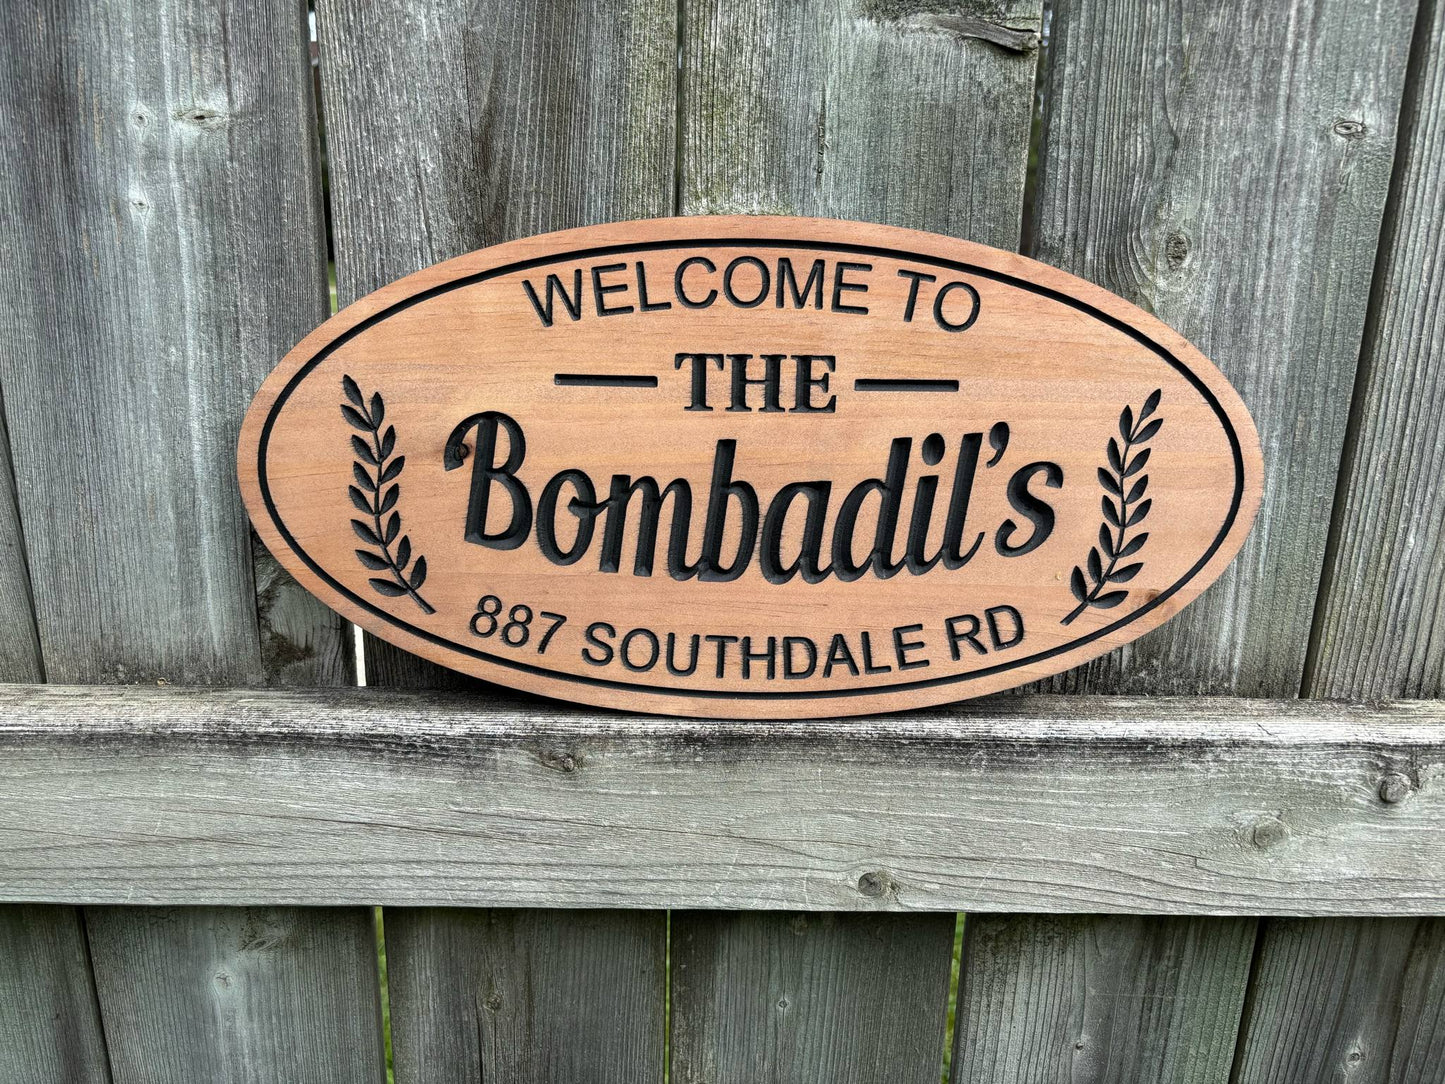 WELCOME TO
THE
Bombadil's
887 SOUTHDALE RD